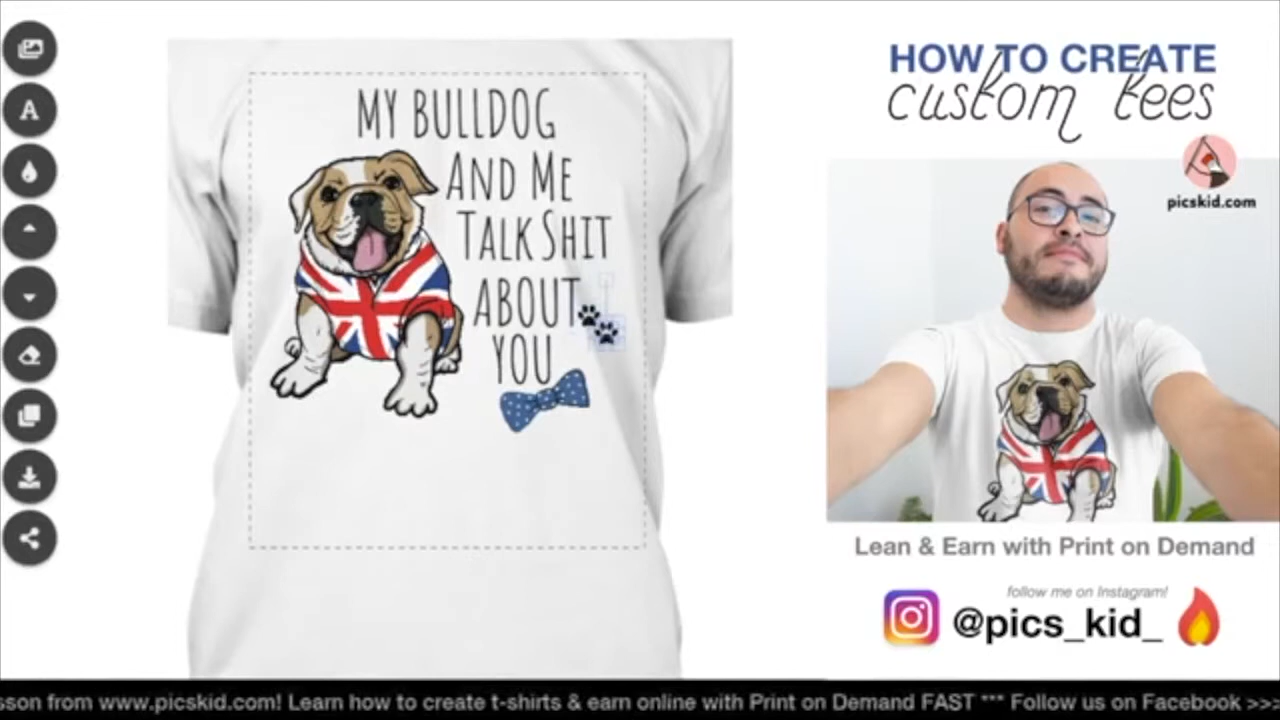 HOW TO CREATE
custom tees
picskid.com
MY BULLDOG
AND ME
TALK SHIT
ABOUT
YOU
A
Lean & Earn with Print on Demand
follow me on Instagram!
@pics_kid_
sson from www.picskid.com! Learn how to create t-shirts & earn online with Print on Demand FAST *** Follow us on Facebook >>>